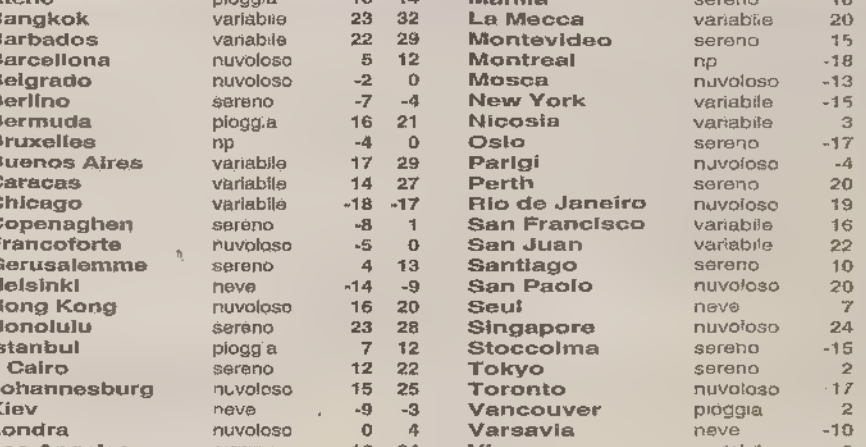 Bangkok variabile 23 32
Barbados variabile 22 29
Barcellona nuvoloso 5 12
Belgrado nuvoloso -2 0
Berlino sereno -7 -4
Bermuda pioggia 16 21
Bruxelles np -4 0
Buenos Aires variabile 17 29
Caracas variabile 14 27
Chicago variabile -18 -17
Copenaghen sereno -8 1
Francoforte nuvoloso -5 0
Gerusalemme sereno 4 13
Helsinki neve -14 -9
Hong Kong nuvoloso 16 20
Honolulu sereno 23 28
Istanbul pioggia 7 12
Cairo sereno 12 22
Johannesburg nuvoloso 15 25
Kiev neve -9 -3
Londra nuvoloso 0 4
La Mecca variabile 20
Montevideo sereno 15
Montreal np -18
Mosca nuvoloso -13
New York variabile -15
Nicosia variabile 3
Oslo sereno -17
Parigi nuvoloso -4
Perth sereno 20
Rio de Janeiro nuvoloso 19
San Francisco variabile 16
San Juan variabile 22
Santiago sereno 10
San Paolo nuvoloso 20
Seul neve 7
Singapore nuvoloso 24
Stoccolma sereno -15
Tokyo sereno 2
Toronto nuvoloso -17
Vancouver pioggia 2
Varsavia neve -10